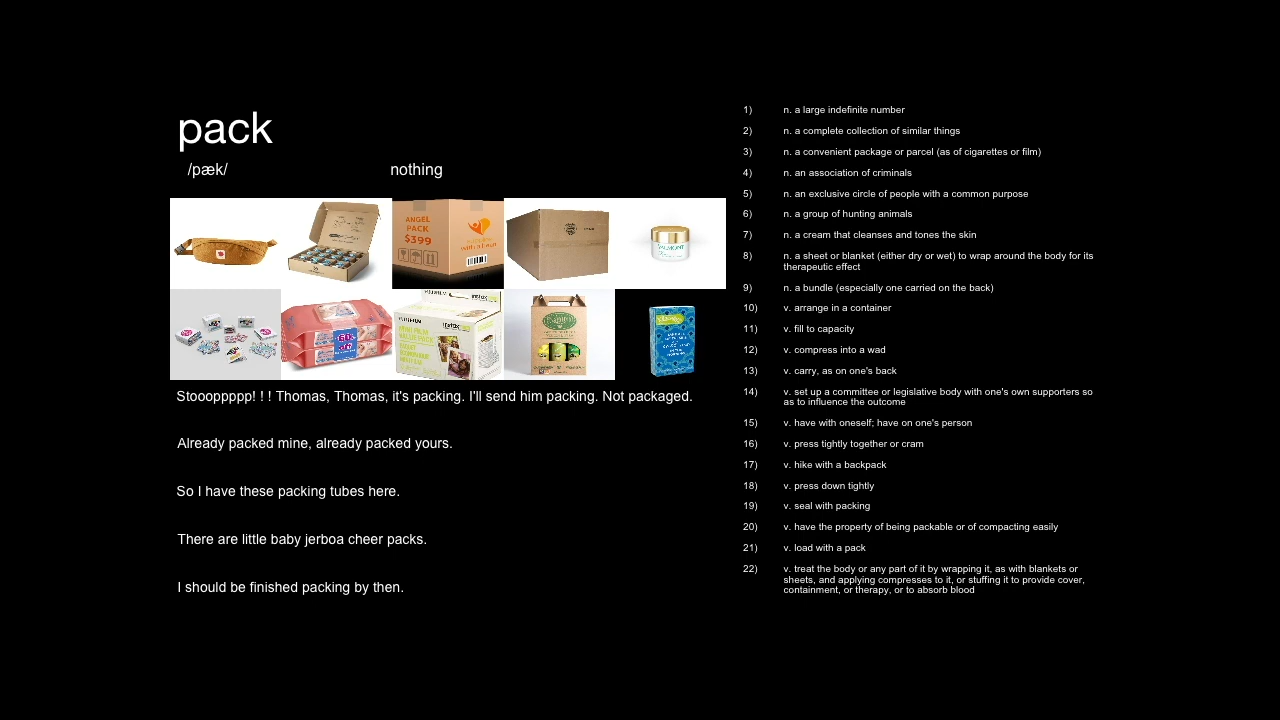 pack
/pæk/ nothing
ANGEL
PACK
$399
with a heart
VALMONT
60
instax
Stooopppp! ! ! Thomas, Thomas, it's packing. I'll send him packing. Not packaged.
Already packed mine, already packed yours.
So I have these packing tubes here.
There are little baby jerboa cheer packs.
I should be finished packing by then.
1) n. a large indefinite number
2) n. a complete collection of similar things
3) n. a convenient package or parcel (as of cigarettes or film)
4) n. an association of criminals
5) n. an exclusive circle of people with a common purpose
6) n. a group of hunting animals
7) n. a cream that cleanses and tones the skin
8) n. a sheet or blanket (either dry or wet) to wrap around the body for its
therapeutic effect
9) n. a bundle (especially one carried on the back)
10) v. arrange in a container
11) v. fill to capacity
12) v. compress into a wad
13) v. carry, as on one's back
14) v. set up a committee or legislative body with one's own supporters so
as to influence the outcome
15) v. have with oneself; have on one's person
16) v. press tightly together or cram
17) v. hike with a backpack
18) v. press down tightly
19) v. seal with packing
20) v. have the property of being packable or of compacting easily
21) v. load with a pack
22) v. treat the body or any part of it by wrapping it, as with blankets or
sheets, and applying compresses to it, or stuffing it to provide cover,
containment, or therapy, or to absorb blood